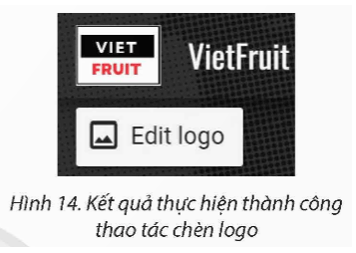 VIET
FRUIT
VietFruit
Edit logo
Hình 14. Kết quả thực hiện thành công
thao tác chèn logo